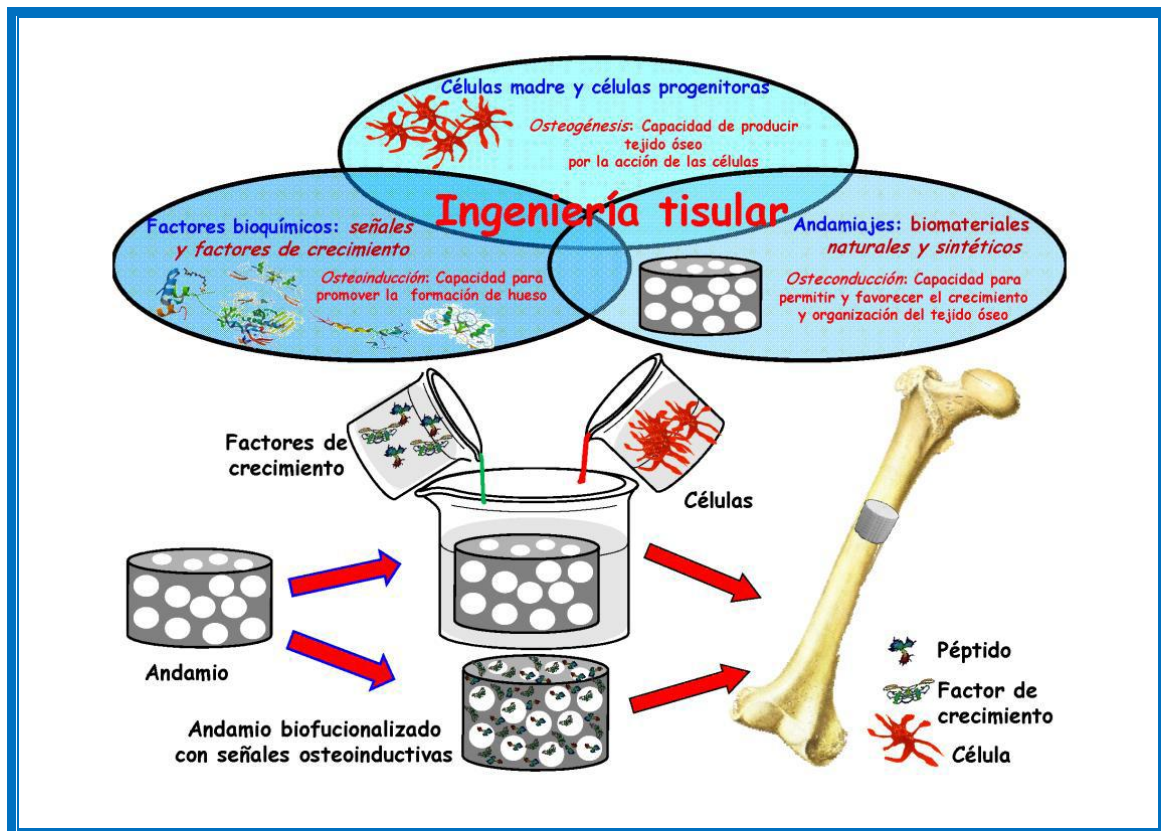 Células madre y células progenitoras
Osteogénesis: Capacidad de producir
tejido óseo
por la acción de las células
Ingeniería tisular
Factores bioquímicos: señales
y factores de crecimiento
Osteoinducción: Capacidad para
promover la formación de hueso
Andamiajes: biomateriales
naturales y sintéticos
Osteconducción: Capacidad para
permitir y favorecer el crecimiento
y organización del tejido óseo
Factores de
crecimiento
Células
Andamio
Andamio biofucionalizado
con señales osteoinductivas
Péptido
Factor de
crecimiento
Célula